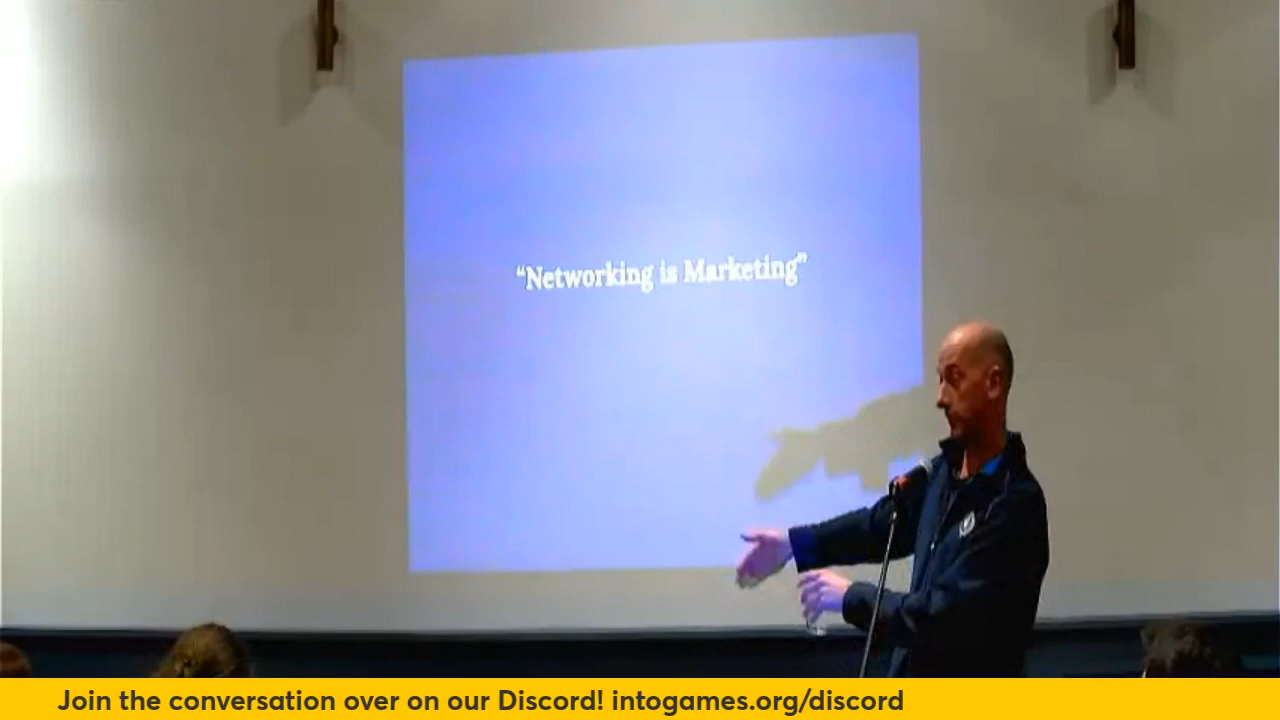 “Networking is Marketing”
Join the conversation over on our Discord! intogames.org/discord